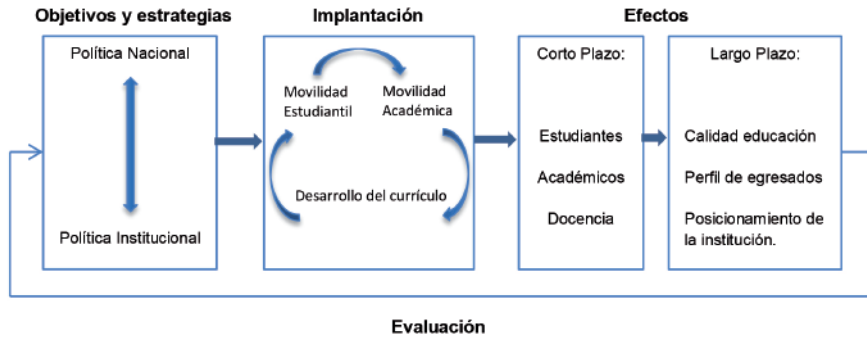 Objetivos y estrategias
Implantación
Efectos
Política Nacional
Política Institucional
Movilidad
Estudiantil
Movilidad
Académica
Desarrollo del currículo
Corto Plazo:
Estudiantes
Académicos
Docencia
Largo Plazo:
Calidad educación
Perfil de egresados
Posicionamiento de
la institución.
Evaluación